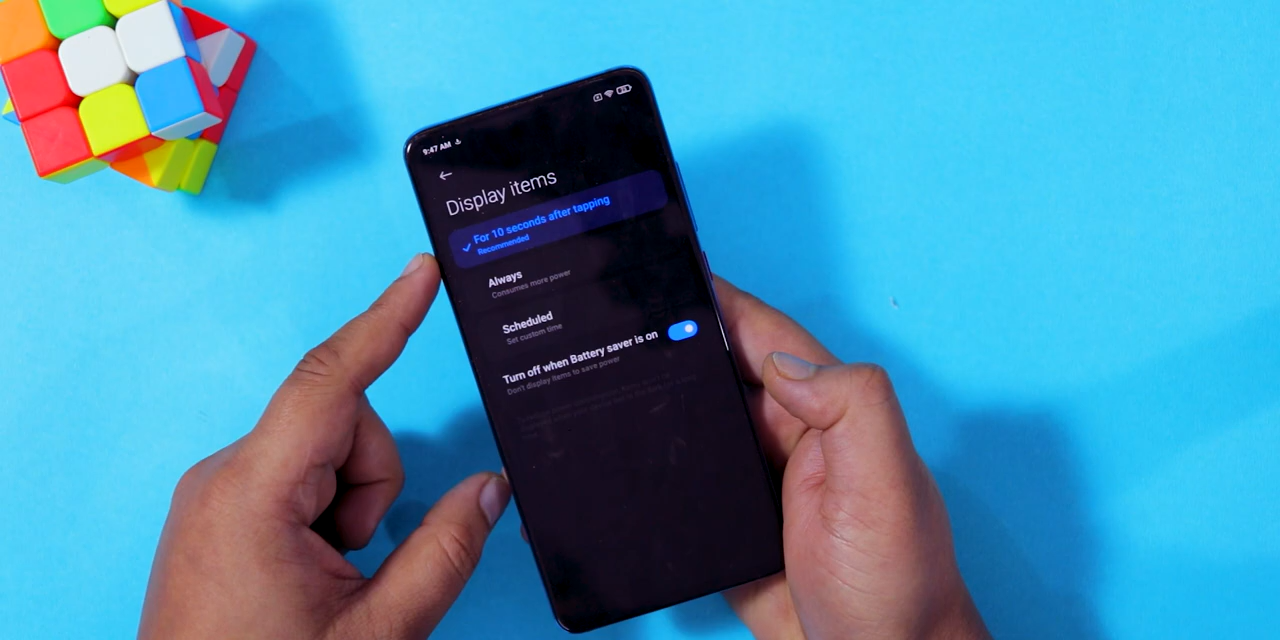 9:47 AM
Display items
For 10 seconds after tapping
Recommended
Always
Consumes more power
Scheduled
Set custom time
Turn off when Battery saver is on
Don't display items to save power